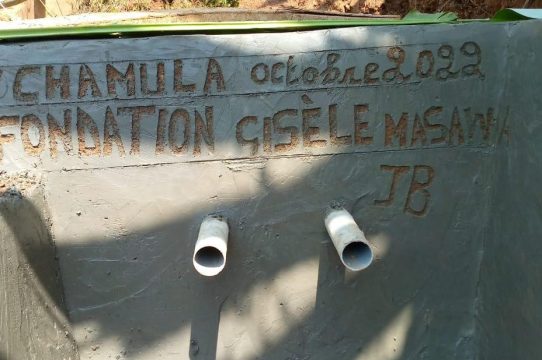 CHAMULA octobre 2022
FONDATION GISÈLE MASAWA
JB